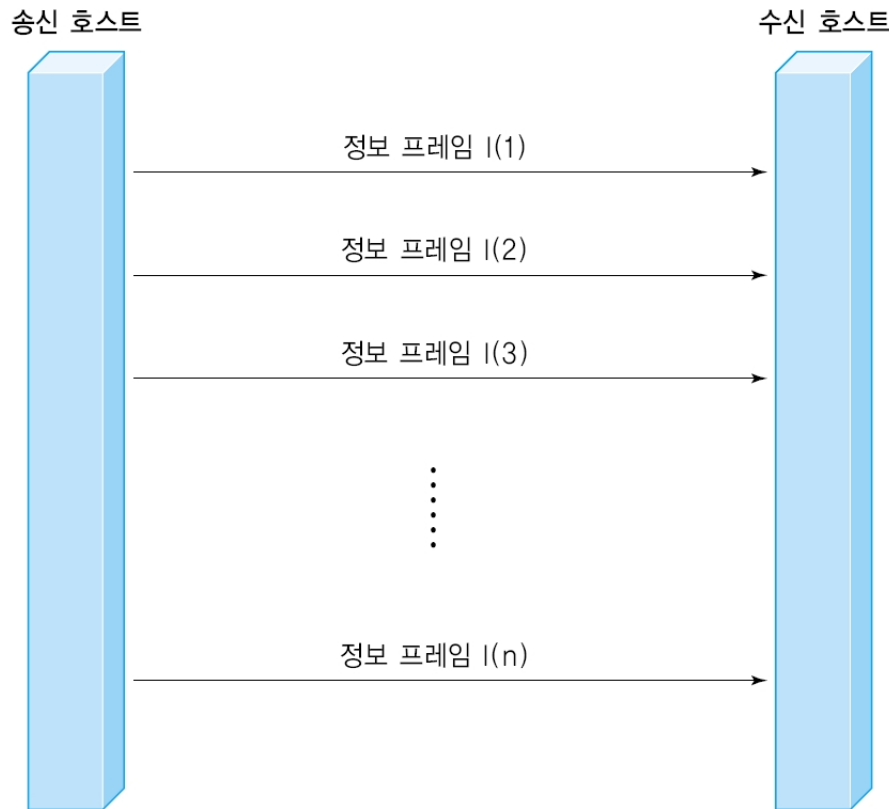 송신 호스트
수신 호스트
정보 프레임 I(1)
정보 프레임 I(2)
정보 프레임 I(3)
정보 프레임 I(n)